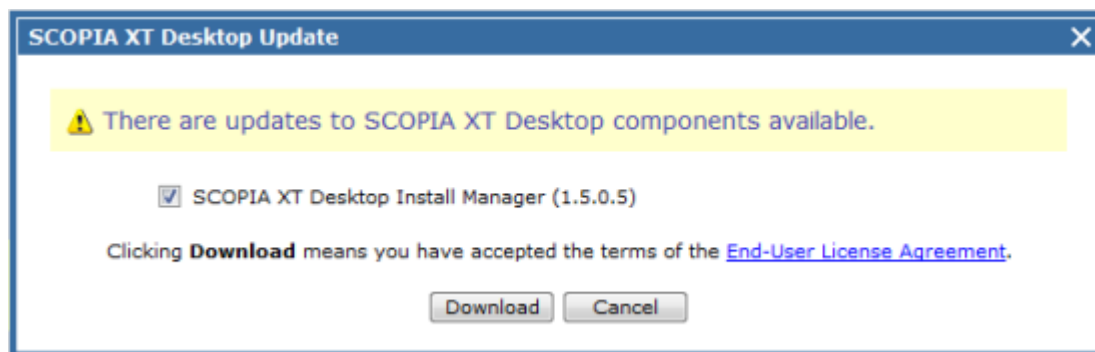 SCOPIA XT Desktop Update
There are updates to SCOPIA XT Desktop components available.
SCOPIA XT Desktop Install Manager (1.5.0.5)
Clicking Download means you have accepted the terms of the End-User License Agreement.
Download Cancel